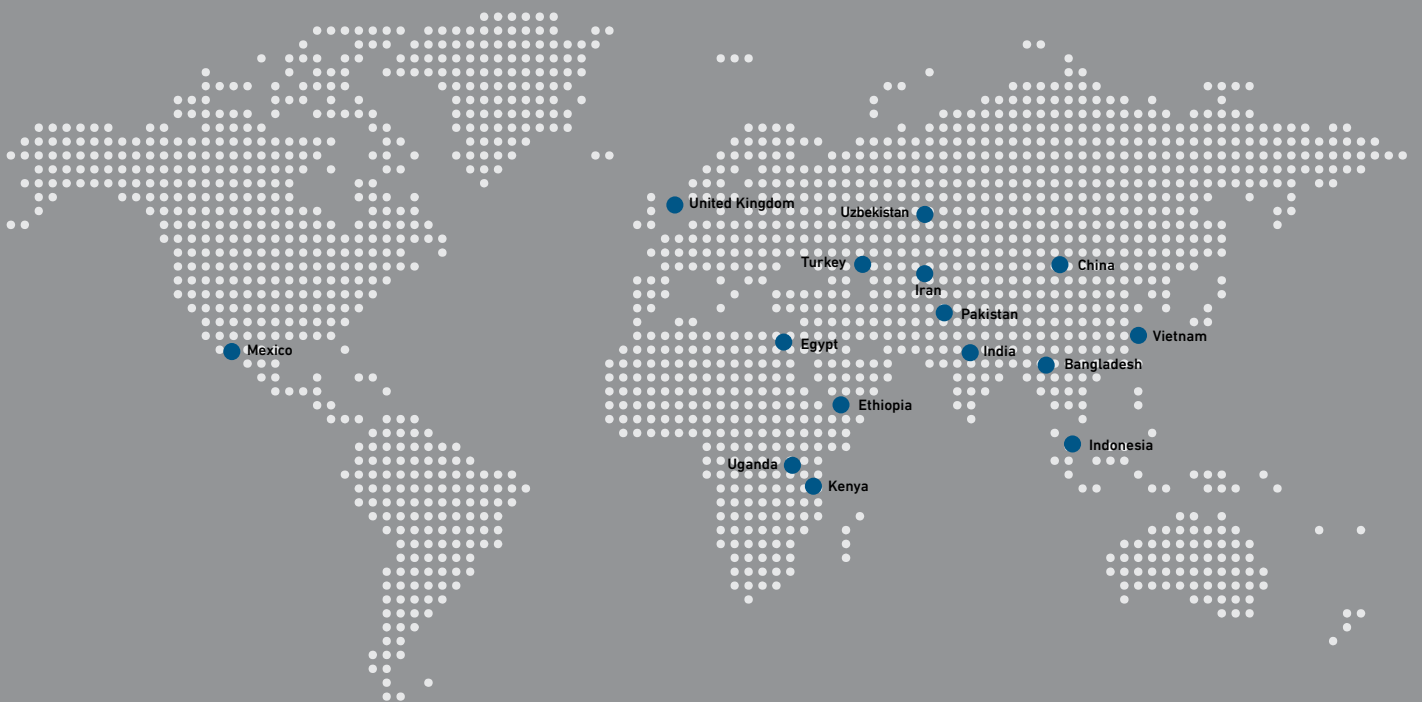 United Kingdom
Uzbekistan
Turkey
China
Iran
Pakistan
Vietnam
Egypt
Mexico
India
Bangladesh
Ethiopia
Indonesia
Uganda
Kenya